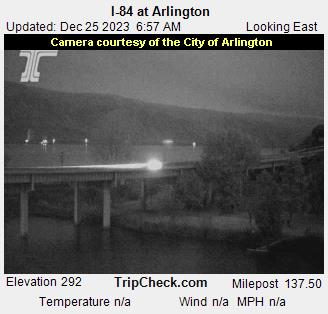 I-84 at Arlington
Updated: Dec 25 2023 6:57 AM Looking East
Camera courtesy of the City of Arlington
Elevation 292 TripCheck.com Milepost 137.50
Temperature n/a Wind n/a MPH n/a